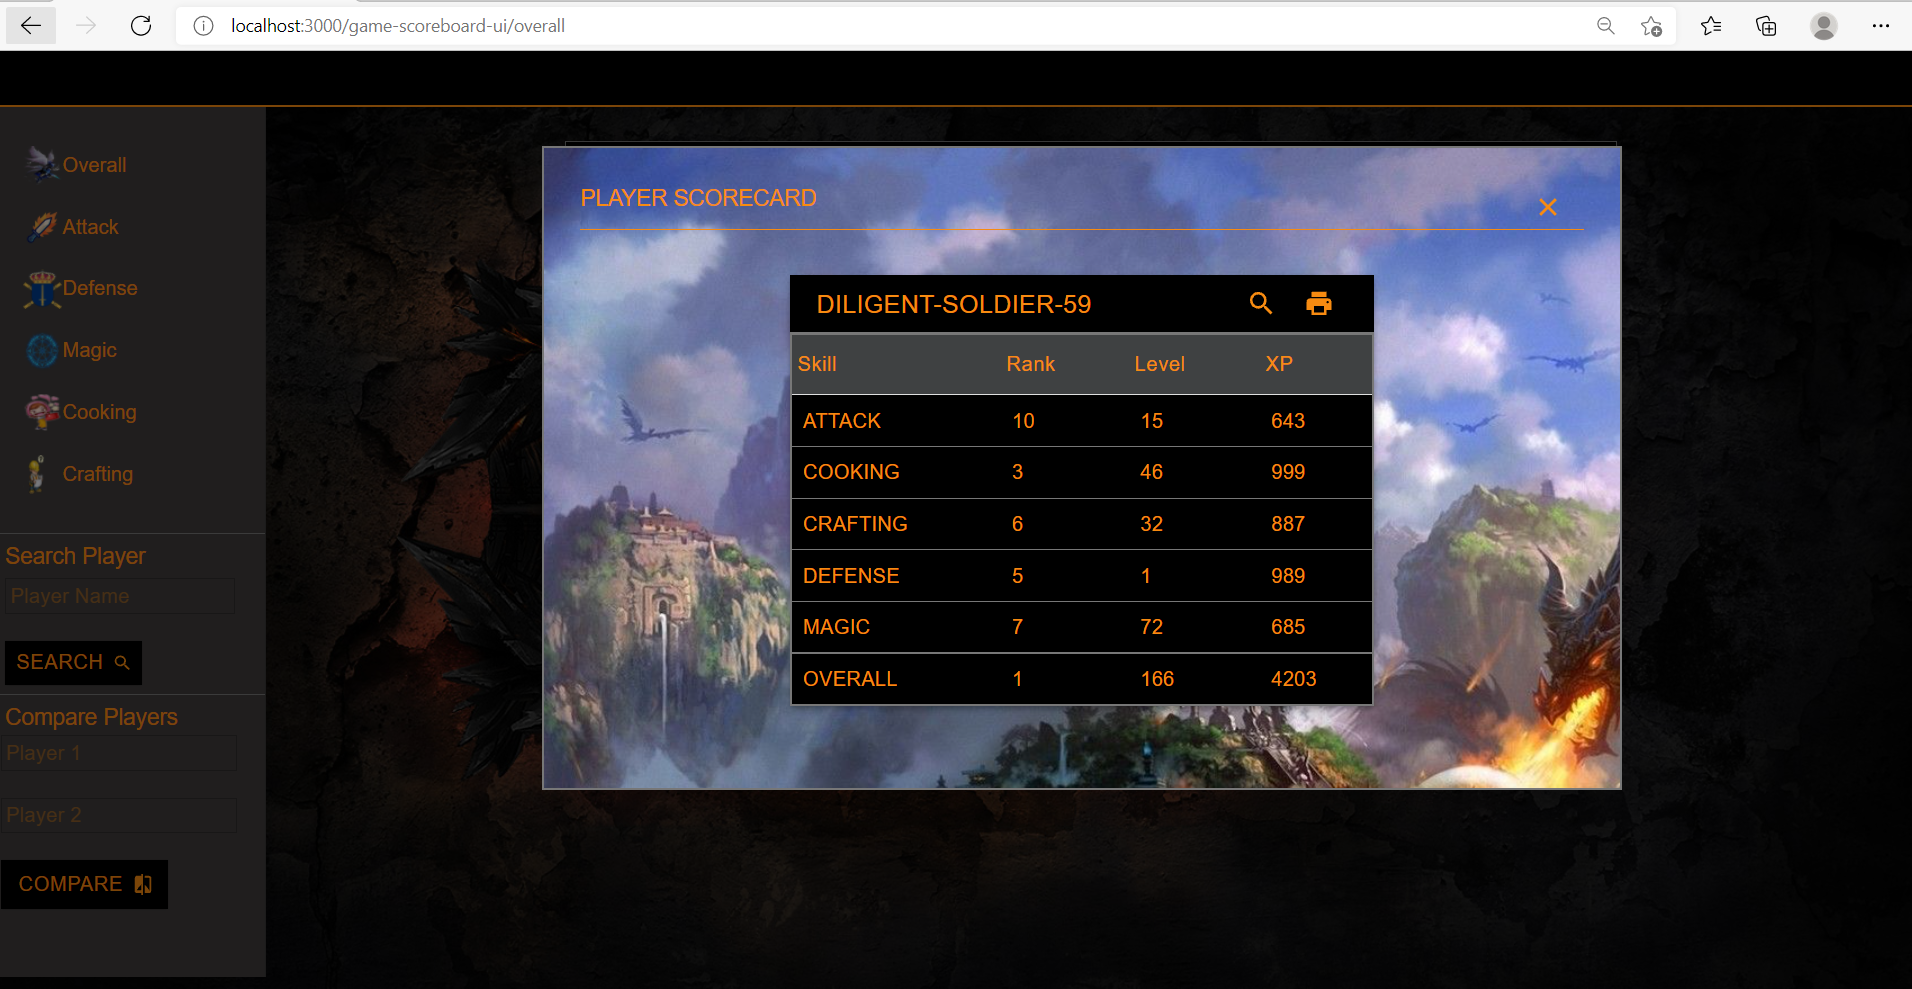 localhost:3000/game-scoreboard-ui/overall
Overall
Attack
Defense
Magic
Cooking
Crafting
Search Player
Player Name
SEARCH
Compare Players
Player 1
Player 2
COMPARE
PLAYER SCORECARD
DILIGENT-SOLDIER-59
Skill Rank Level XP
ATTACK 10 15 643
COOKING 3 46 999
CRAFTING 6 32 887
DEFENSE 5 1 989
MAGIC 7 72 685
OVERALL 1 166 4203